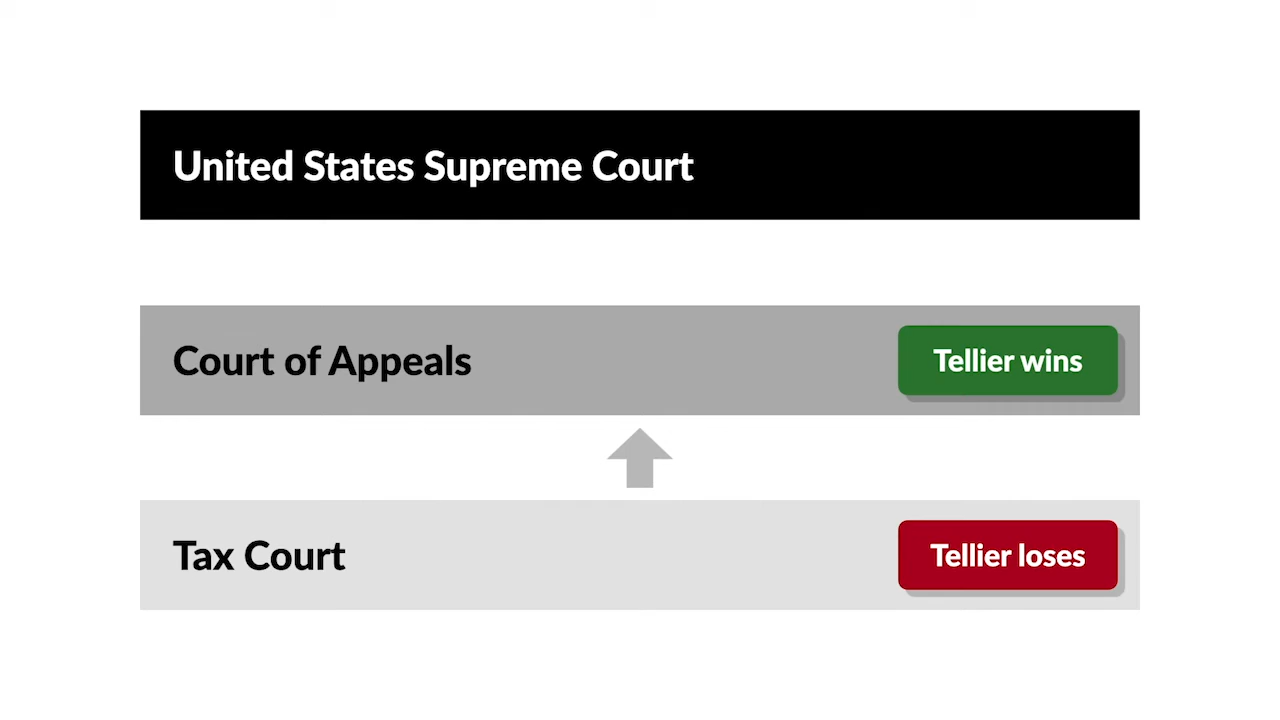 United States Supreme Court
Court of Appeals
Tellier wins
Tax Court
Tellier loses